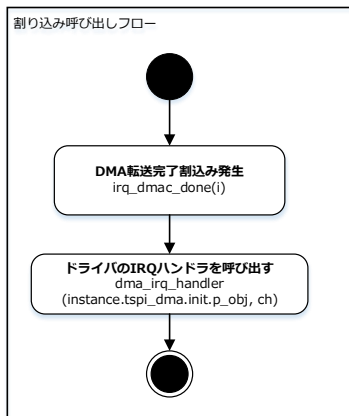 割り込み呼び出しフロー
DMA転送完了割込み発生
irq_dmac_done(i)
ドライバのIRQハンドラを呼び出す
dma_irq_handler
(instance.tspi_dma.init.p_obj, ch)